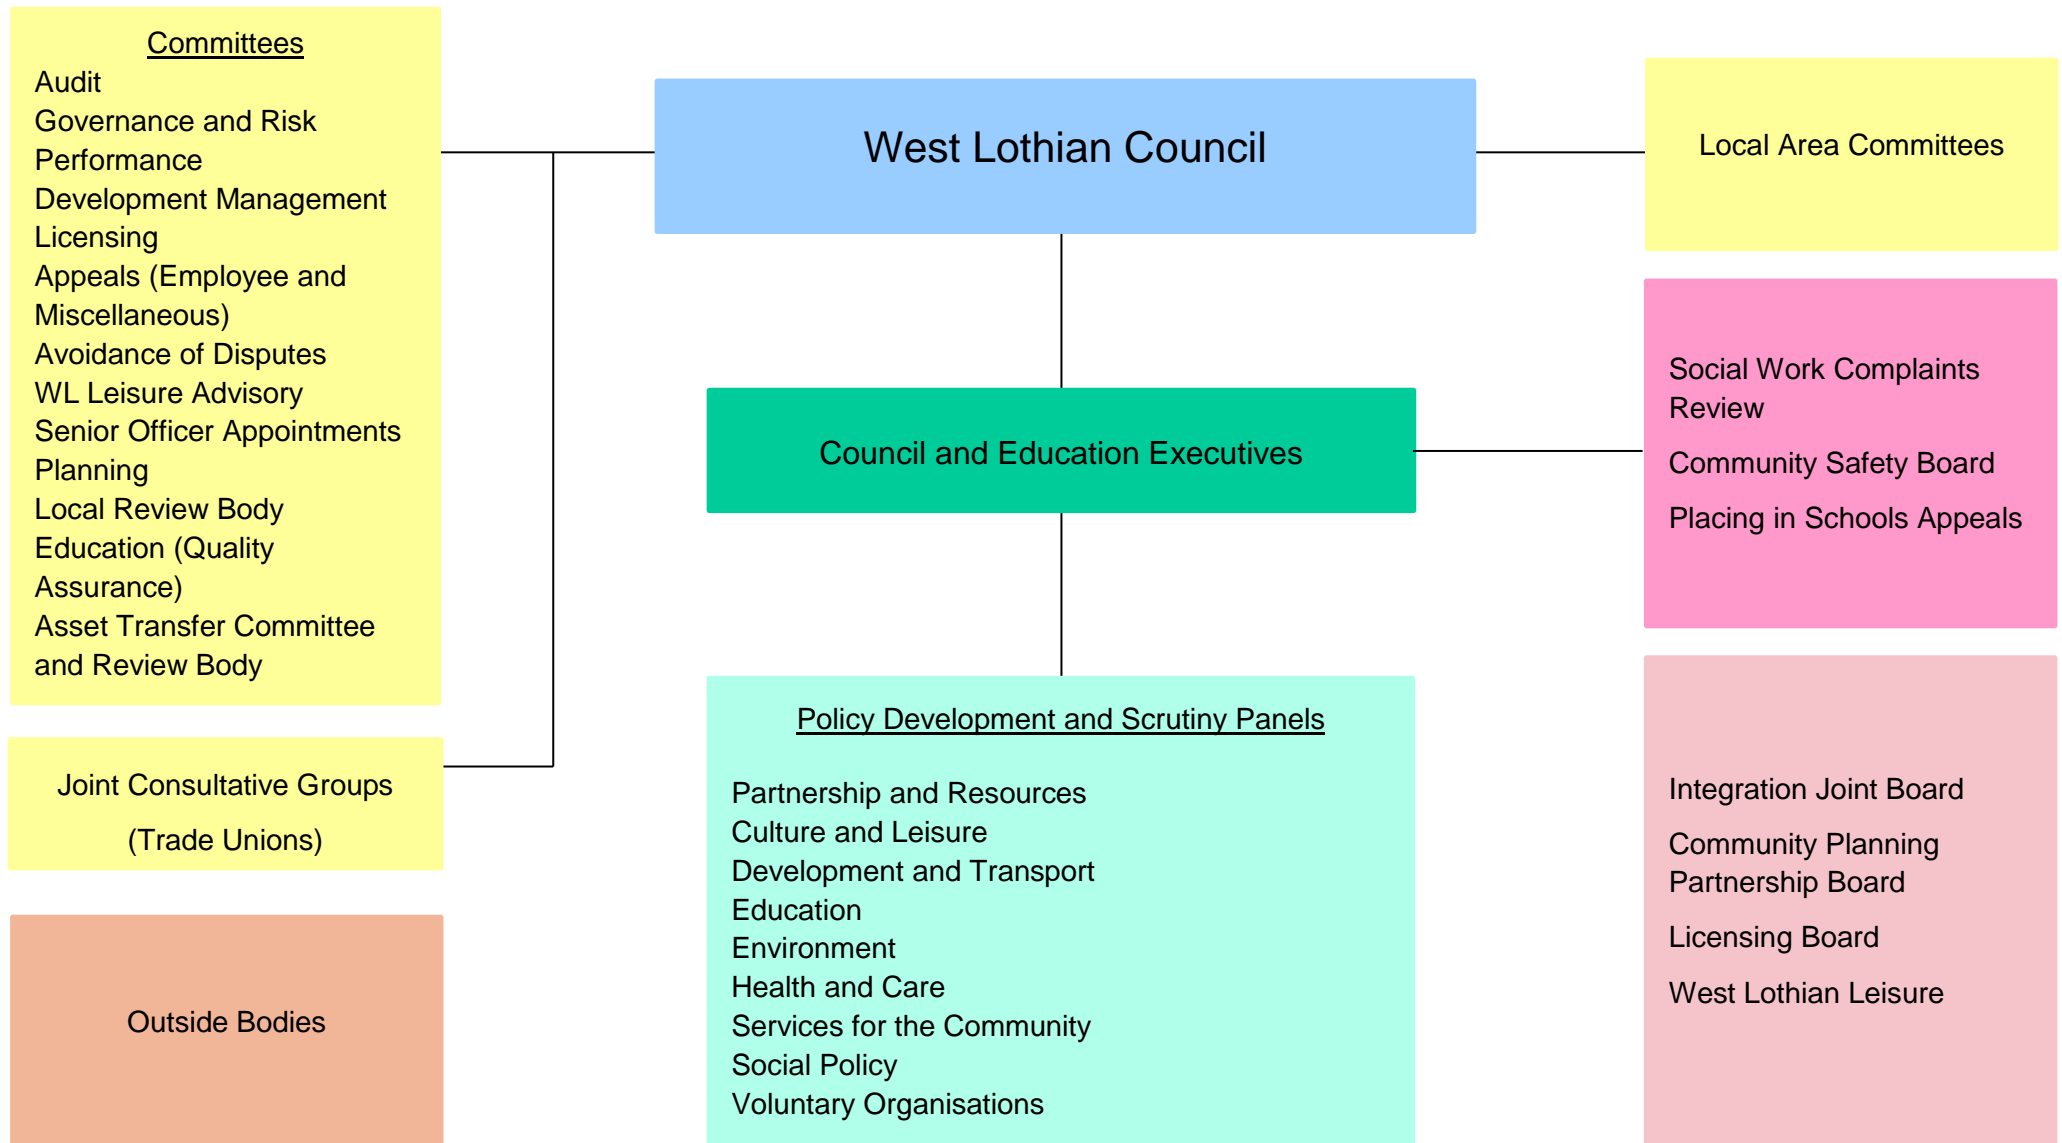 Committees
Audit
Governance and Risk
Performance
Development Management
Licensing
Appeals (Employee and
Miscellaneous)
Avoidance of Disputes
WL Leisure Advisory
Senior Officer Appointments
Planning
Local Review Body
Education (Quality
Assurance)
Asset Transfer Committee
and Review Body
Joint Consultative Groups
(Trade Unions)
Outside Bodies
West Lothian Council
Council and Education Executives
Policy Development and Scrutiny Panels
Partnership and Resources
Culture and Leisure
Development and Transport
Education
Environment
Health and Care
Services for the Community
Social Policy
Voluntary Organisations
Local Area Committees
Social Work Complaints
Review
Community Safety Board
Placing in Schools Appeals
Integration Joint Board
Community Planning
Partnership Board
Licensing Board
West Lothian Leisure